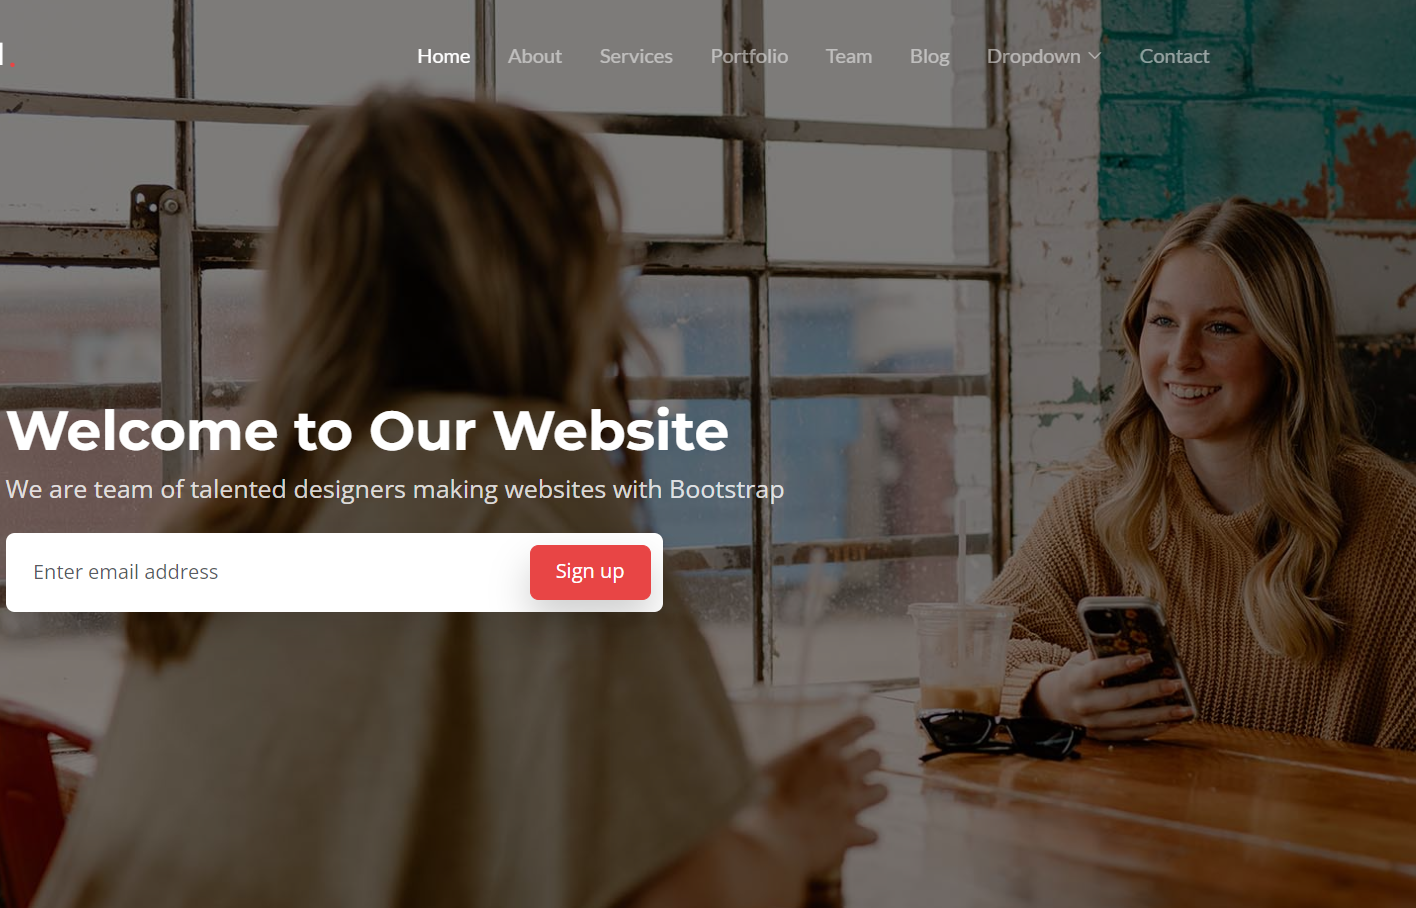 Home About Services Portfolio Team Blog Dropdown Contact
Welcome to Our Website
We are team of talented designers making websites with Bootstrap
Enter email address Sign up